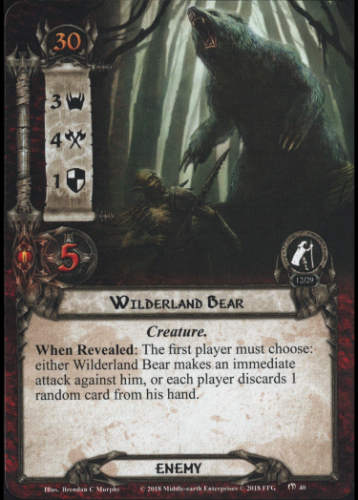 30
3
4
1
5
12/29
Wilderland Bear
Creature.
When Revealed: The first player must choose:
either Wilderland Bear makes an immediate
attack against him, or each player discards 1
random card from his hand.
ENEMY
Illus. Brendan C Murphy © 2018 Middle-earth Enterprises © 2018 FFG 40